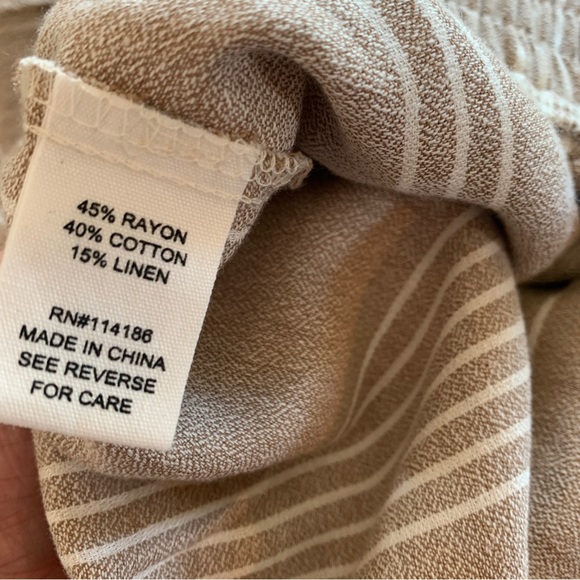 45% RAYON
40% COTTON
15% LINEN
RN#114186
MADE IN CHINA
SEE REVERSE
FOR CARE